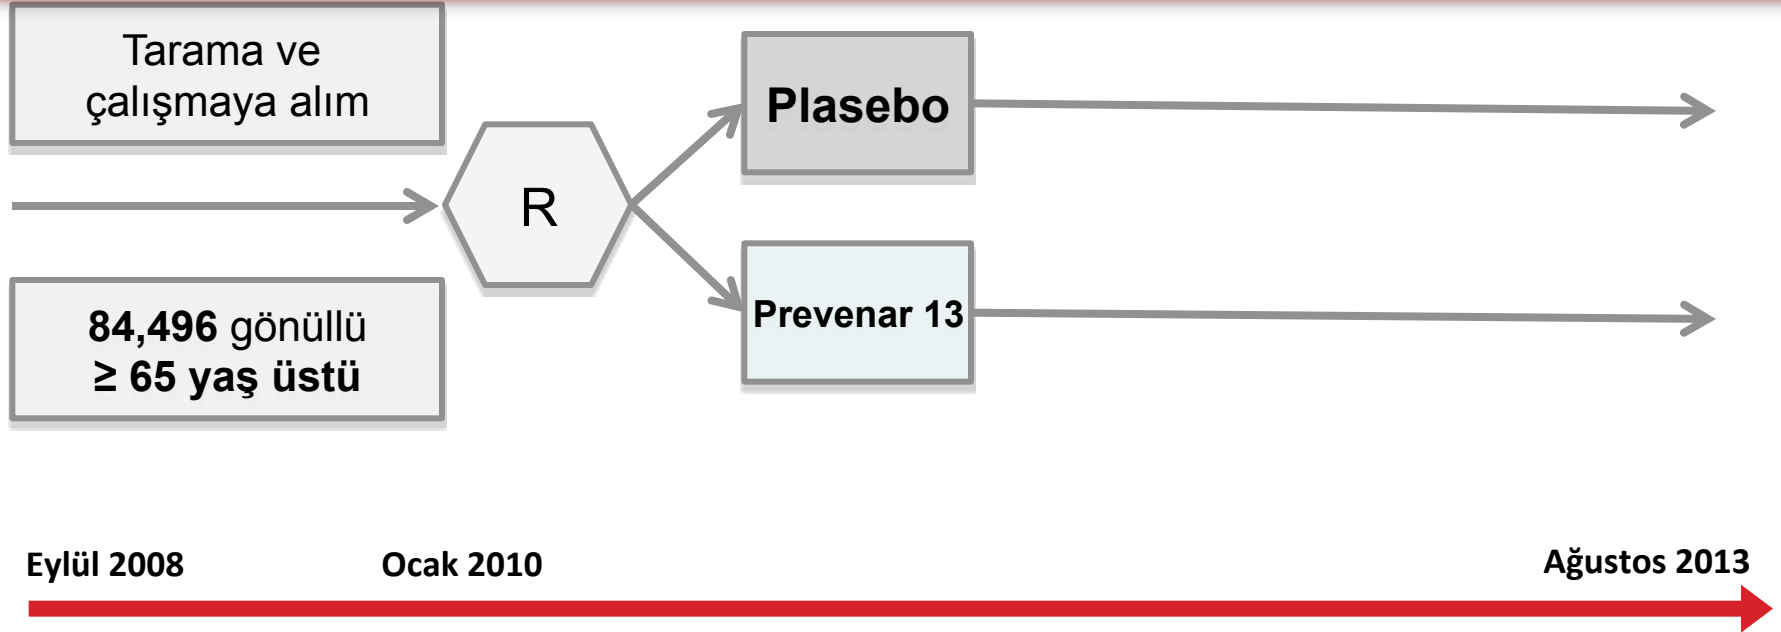 Tarama ve
çalışmaya alım
84,496 gönüllü
≥ 65 yaş üstü
R
Plasebo
Prevenar 13
Eylül 2008
Ocak 2010
Ağustos 2013